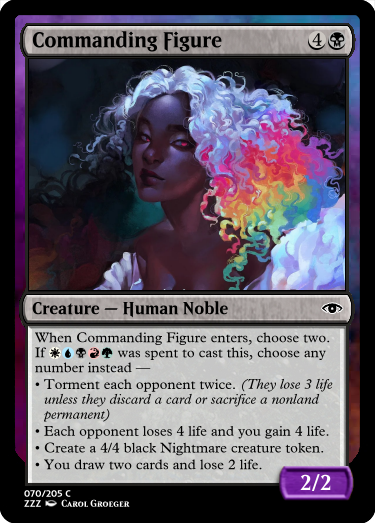 Commanding Figure 4
Creature — Human Noble
When Commanding Figure enters, choose two.
If was spent to cast this, choose any
number instead —
• Torment each opponent twice. (They lose 3 life
unless they discard a card or sacrifice a nonland
permanent)
• Each opponent loses 4 life and you gain 4 life.
• Create a 4/4 black Nightmare creature token.
• You draw two cards and lose 2 life.
2/2
070/205 C
ZZZ Carol Groeger